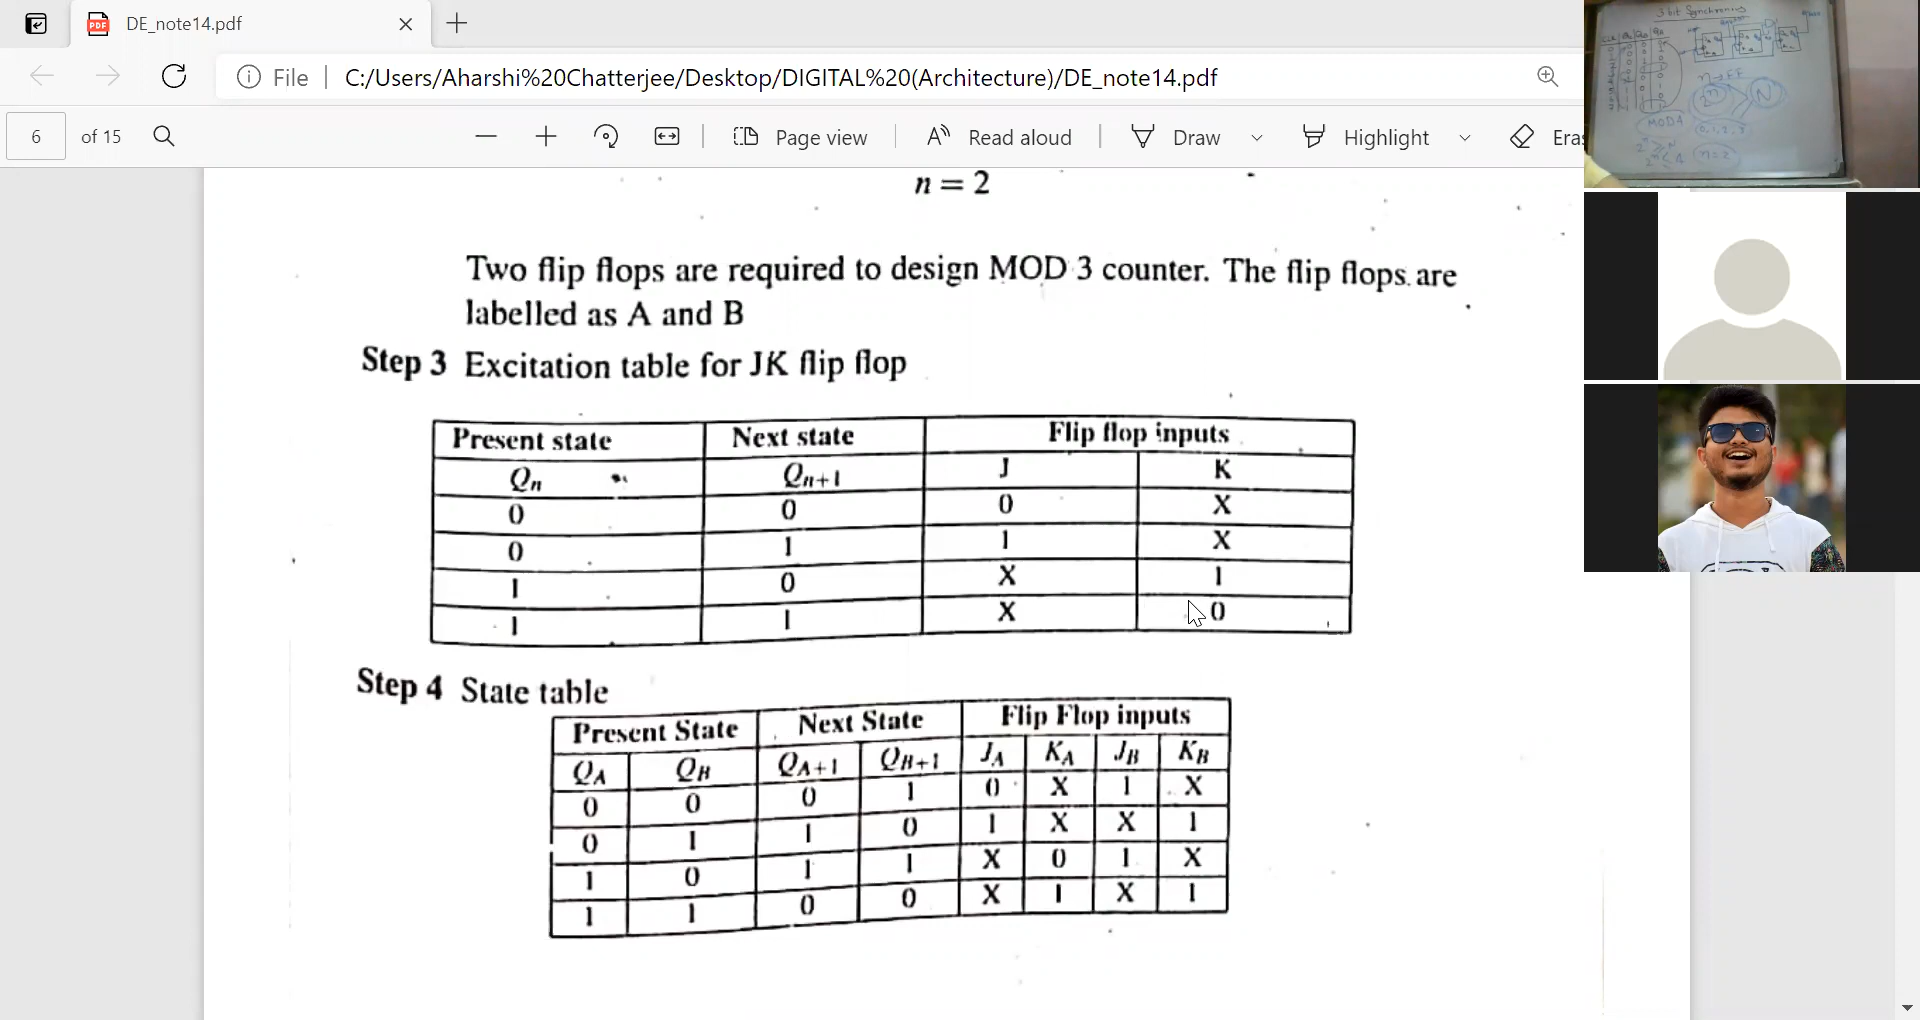 DE_note14.pdf
File
C:/Users/Aharshi%20Chatterjee/Desktop/DIGITAL%20(Architecture)/DE_note14.pdf
6 of 15
Page view
Read aloud
Draw
Highlight
Eras
n = 2
Two flip flops are required to design MOD 3 counter. The flip flops are
labelled as A and B
Step 3 Excitation table for JK flip flop
Present state Next state Flip flop inputs
Qn Qn+1 J K
0 0 0 X
0 1 1 X
1 0 X 1
1 1 X 0
Step 4 State table
Present State Next State Flip Flop inputs
QA QB QA+1 QB+1 JA KA JB KB
0 0 0 1 0 X 1 X
0 1 1 0 1 X X 1
1 0 1 1 X 0 1 X
1 1 0 0 X 1 X 1
3 bit Synchronous
MOD 4